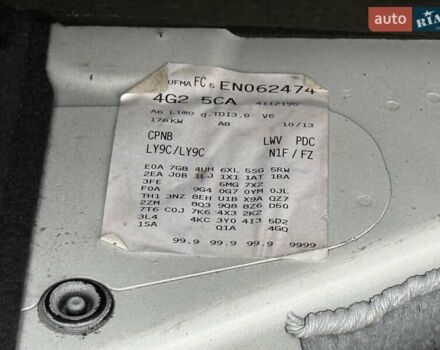 auto RIA
UFMA FC 5 EN062474
4G2 5CA 4112195
A6 Limo q.TDI3.0 V6
176KW A8 10/13
CPNB LWV PDC
LY9C/LY9C N1F/FZ
E0A 7G8 4UH 6XL 5SG 5RW
2EA J0B 1LJ 1X1 1AT 1BA
3FE 5MG 7X2
F0A 9G4 0G7 0YM 0JL
TH1 3NZ 8EH U1B X9A QZ7
2ZM 8Q3 9Q8 8Z6 D50
7T6 C0J 7K6 4X3 2K2
3L4 4KC 3Y0 4I3 5D2
1SA Q1A 4GQ
99.9 99.9 99.9 9999